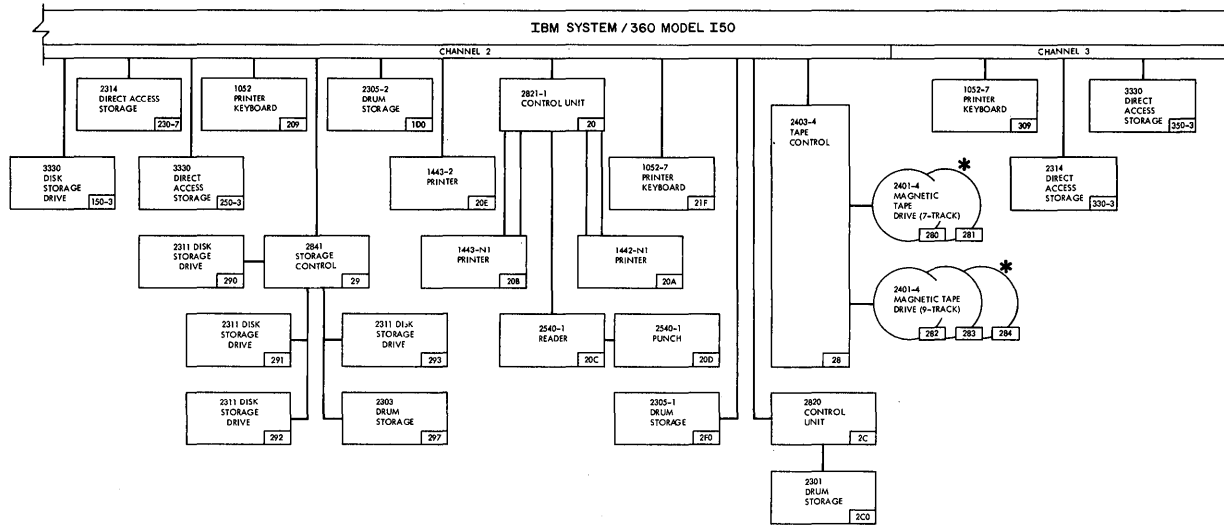 IBM SYSTEM/360 MODEL I50
CHANNEL 2
CHANNEL 3
2314
DIRECT ACCESS
STORAGE
230-7
1052
PRINTER
KEYBOARD
209
2305-2
DRUM
STORAGE
1D0
2821-1
CONTROL UNIT
20
2403-4
TAPE
CONTROL
28
1052-7
PRINTER
KEYBOARD
309
3330
DIRECT
ACCESS
STORAGE
350-3
3330
DISK
STORAGE
DRIVE
150-3
3330
DIRECT
ACCESS
STORAGE
250-3
1443-2
PRINTER
20E
1052-7
PRINTER
KEYBOARD
21F
2401-4
MAGNETIC
TAPE
DRIVE (7-TRACK)
280
281
*
2314
DIRECT
ACCESS
STORAGE
330-3
2311 DISK
STORAGE
DRIVE
290
2841
STORAGE
CONTROL
29
1443-N1
PRINTER
20B
1442-N1
PRINTER
20A
2401-4
MAGNETIC TAPE
DRIVE (9-TRACK)
282
283
284
*
2311 DISK
STORAGE
DRIVE
291
2311 DISK
STORAGE
DRIVE
293
2540-1
READER
20C
2540-1
PUNCH
20D
2311 DISK
STORAGE
DRIVE
292
2303
DRUM
STORAGE
297
2305-1
DRUM
STORAGE
2F0
2820
CONTROL
UNIT
2C
2301
DRUM
STORAGE
2C0